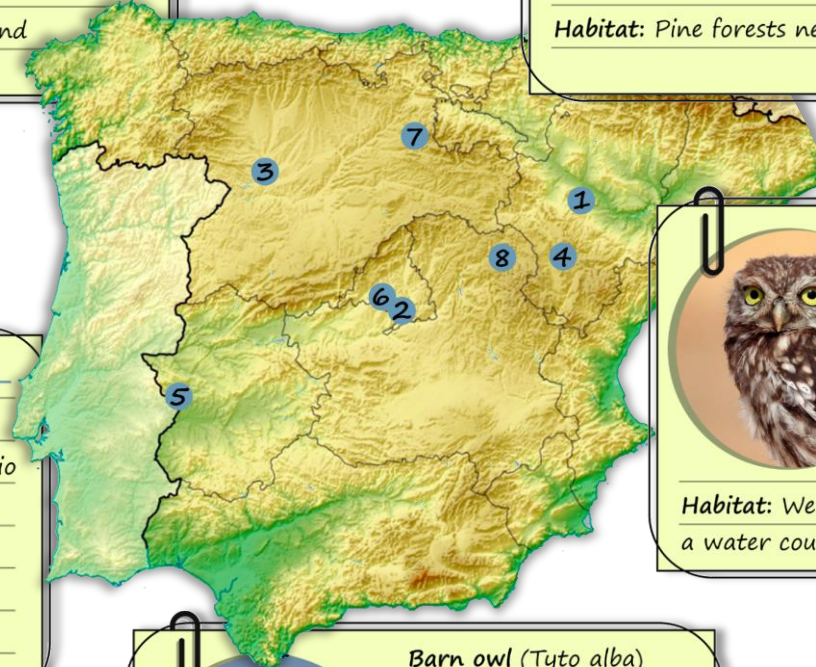 nd
Habitat: Pine forests ne
7
3
1
8
4
6
2
5
io
Habitat: We
a water cou
Barn owl (Tyto alba)